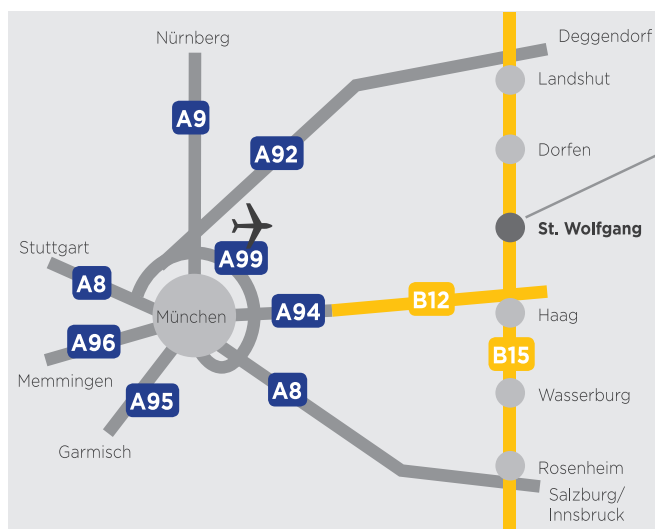 Nürnberg
Deggendorf
Landshut
A9
A92
Dorfen
St. Wolfgang
Stuttgart
A99
A8
München
A94
B12
Haag
A96
B15
Memmingen
A95
A8
Wasserburg
Garmisch
Rosenheim
Salzburg/
Innsbruck